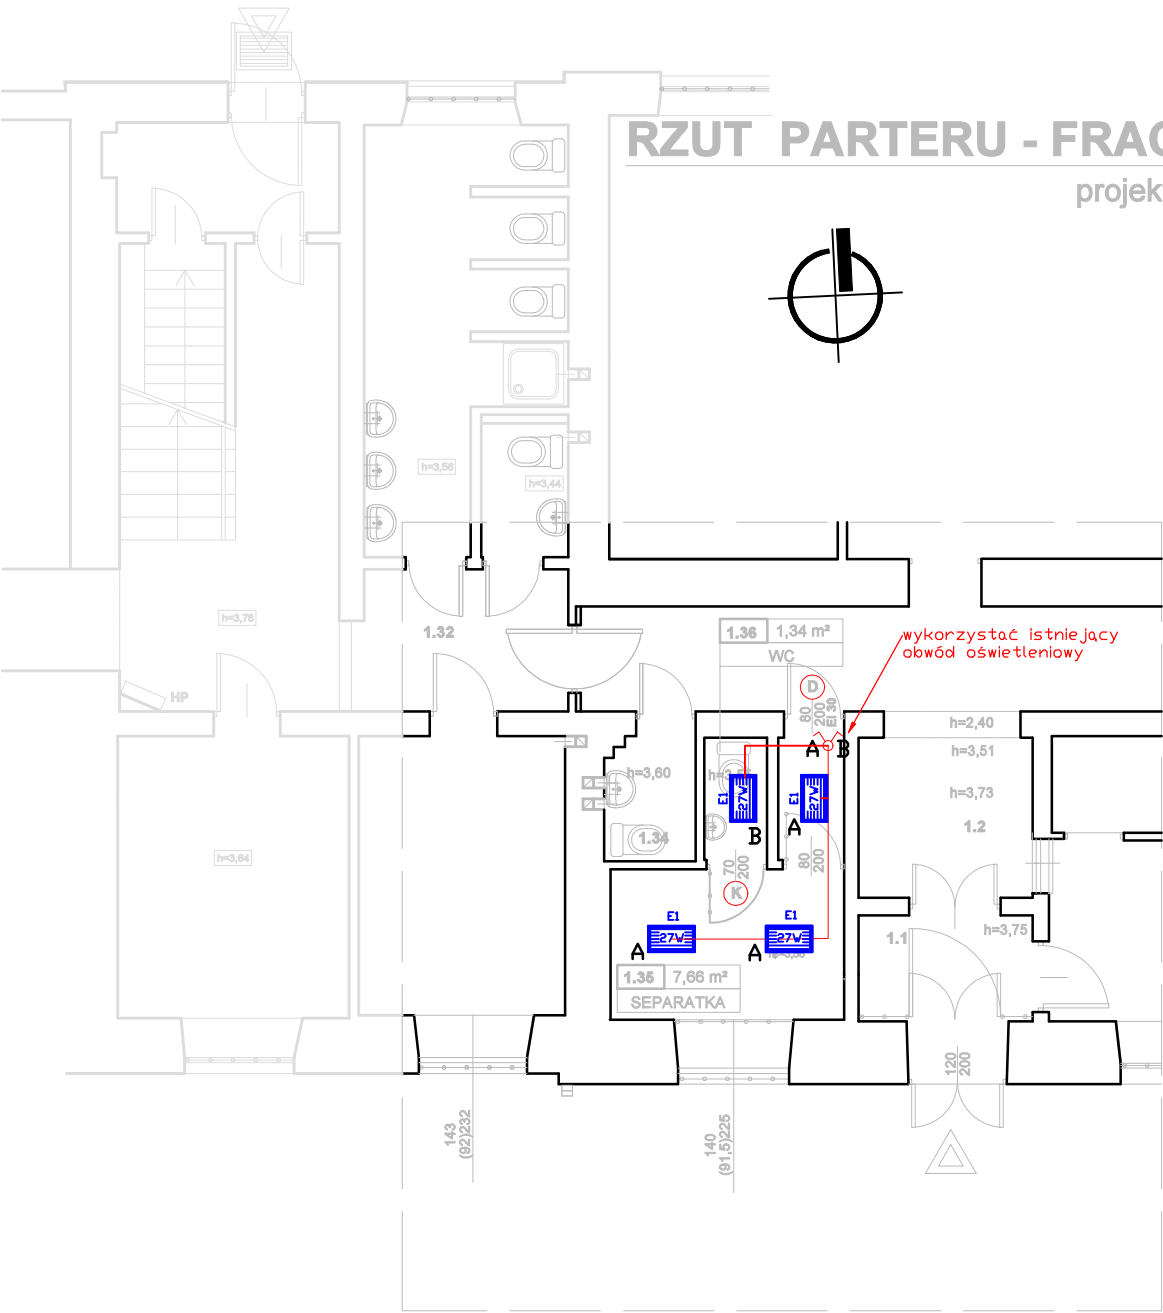 RZUT PARTERU - FRAG
projekt
h=3,56
h=3,44
h=3,76
1.32
1.36 1,34 m²
WC
wykorzystać istniejący
obwód oświetleniowy
HP
D
80
200
EI 30
h=2,40
h=3,51
h=3,73
1.2
A B
h=3,60
E1 27W
E1 27W
B
A
1.34
h=3,64
70
200
80
200
K
E1
27W
A
E1
27W
A
1.1
h=3,75
1.35 7,66 m²
SEPARATKA
120
200
143
(92)232
140
(91,5)225